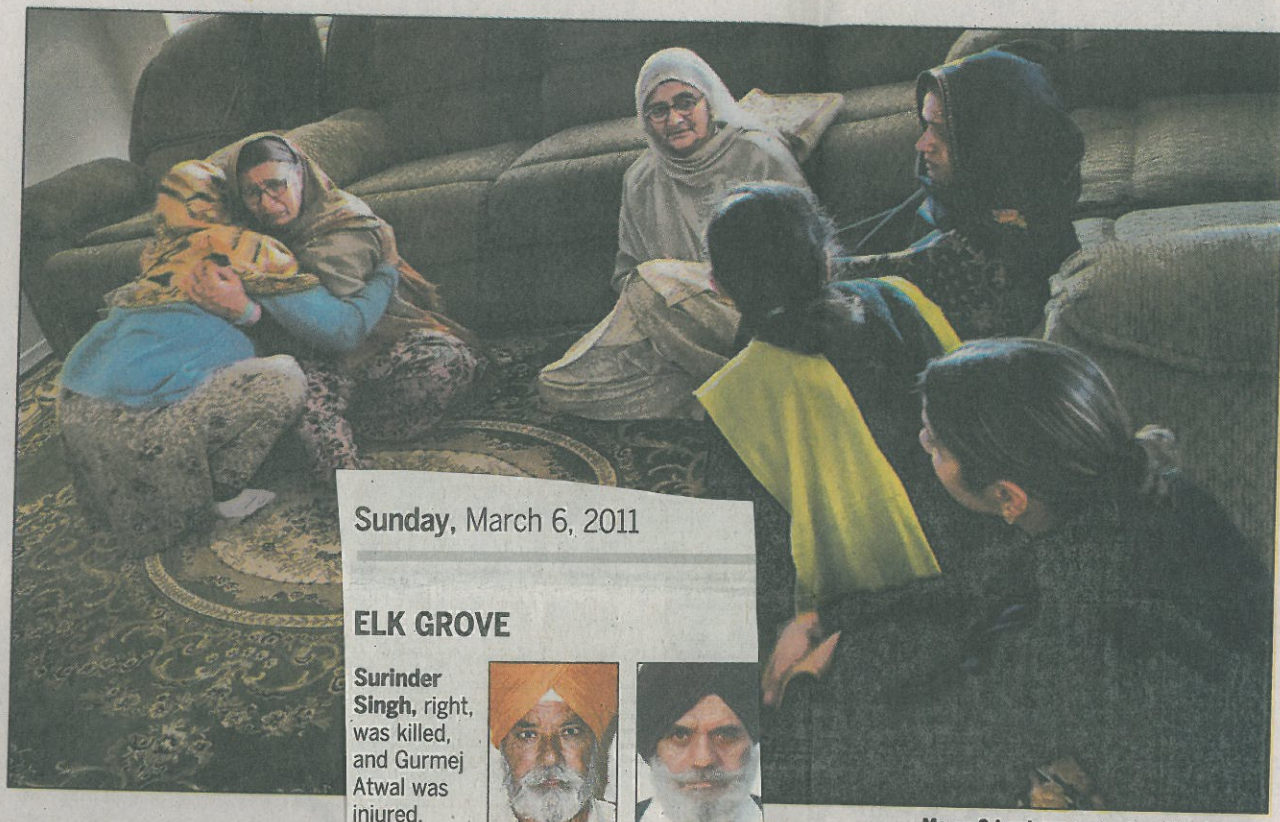 Sunday, March 6, 2011
ELK GROVE
Surinder
Singh, right,
was killed,
and Gurmej
Atwal was
injured.